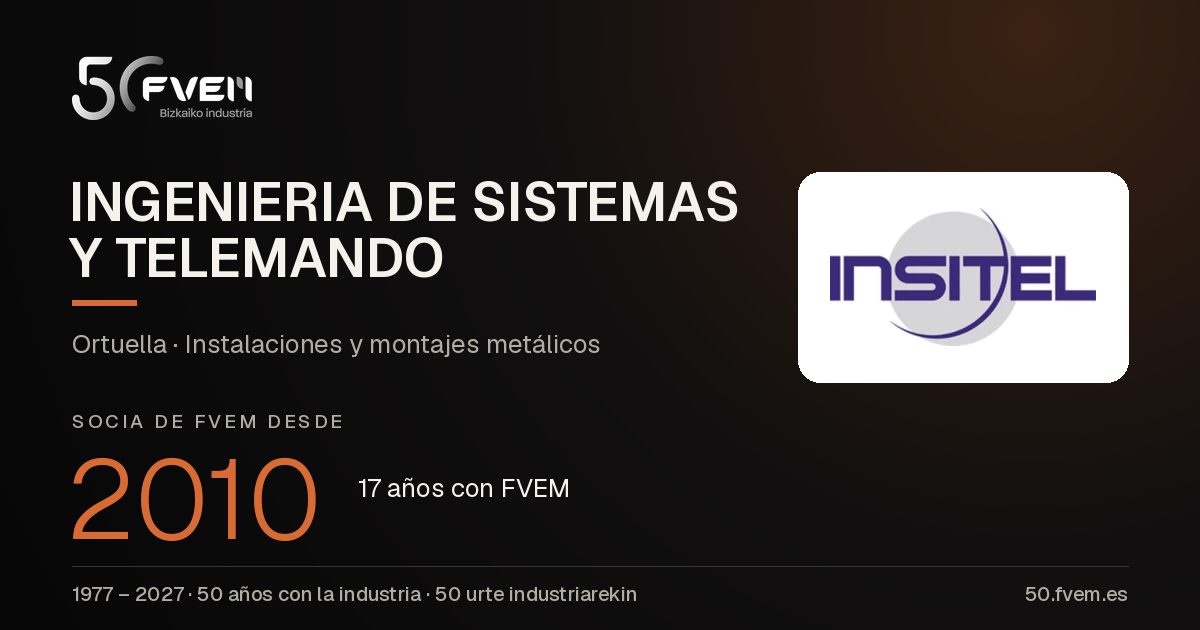 50 FVEM
Bizkaiko industria
INGENIERIA DE SISTEMAS
Y TELEMANDO
INSITEL
Ortuella · Instalaciones y montajes metálicos
SOCIA DE FVEM DESDE
2010
17 años con FVEM
1977 – 2027 · 50 años con la industria · 50 urte industriarekin
50.fvem.es